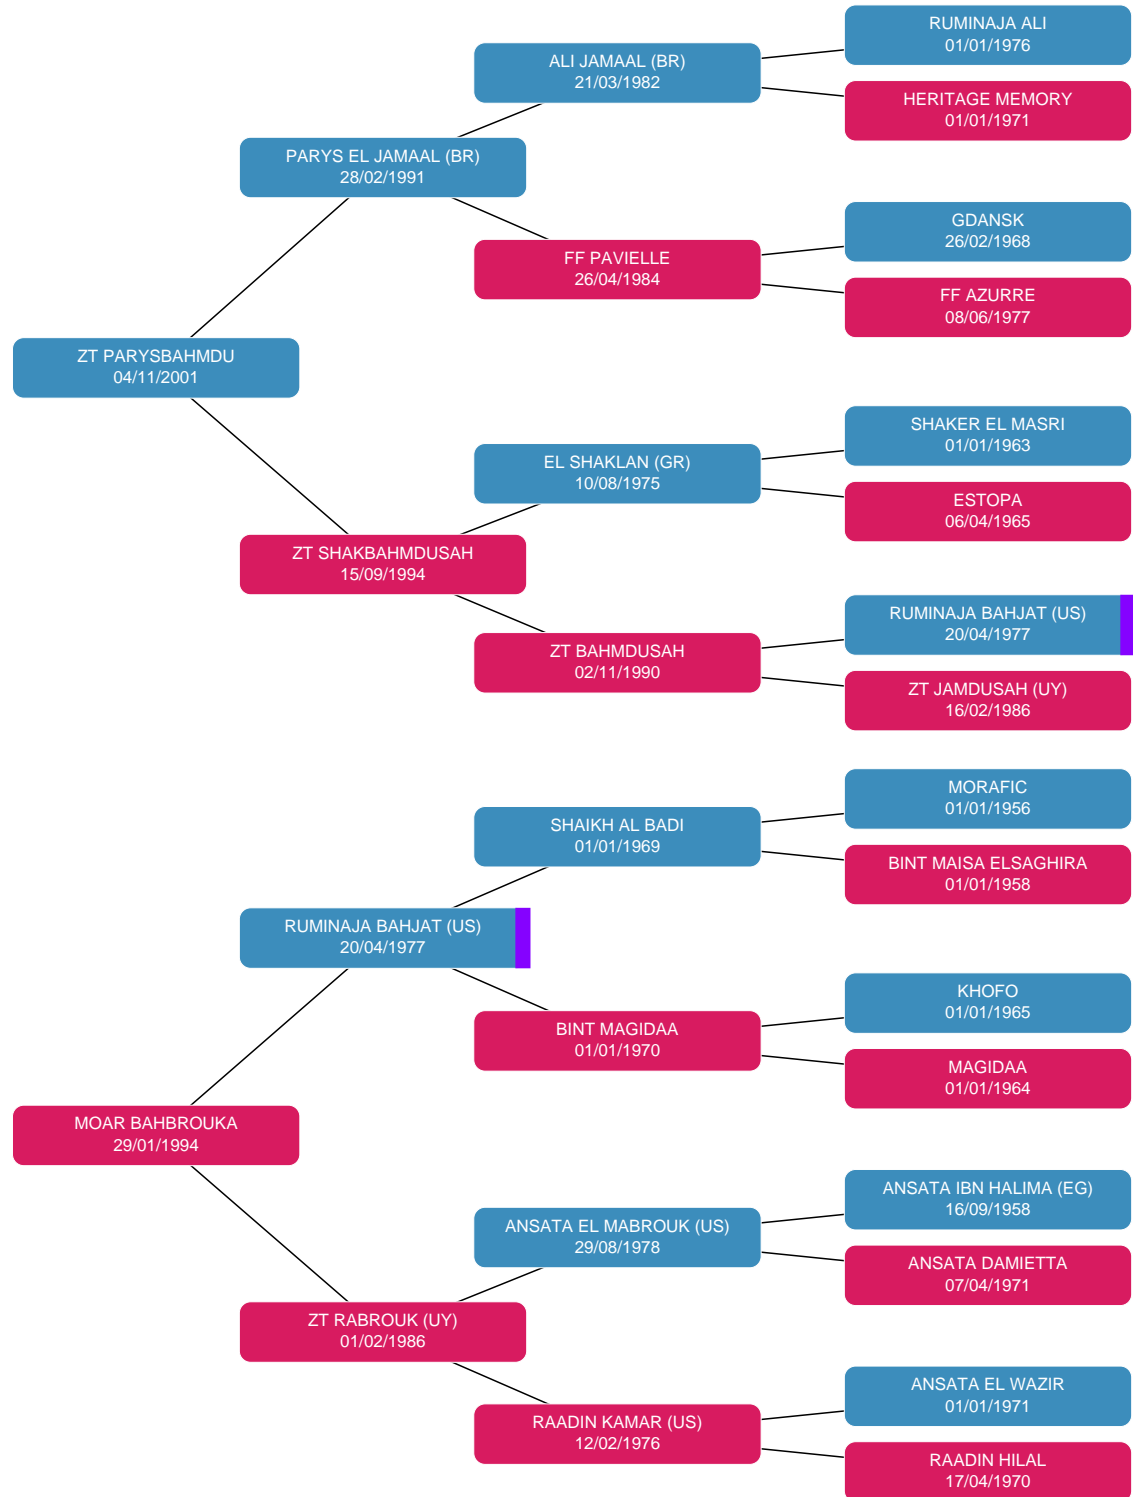 RUMINAJA ALI
01/01/1976
ALI JAMAAL (BR)
21/03/1982
HERITAGE MEMORY
01/01/1971
PARYS EL JAMAAL (BR)
28/02/1991
GDANSK
26/02/1968
FF PAVIELLE
26/04/1984
FF AZURRE
08/06/1977
ZT PARYSBAHMDU
04/11/2001
SHAKER EL MASRI
01/01/1963
EL SHAKLAN (GR)
10/08/1975
ESTOPA
06/04/1965
ZT SHAKBAHMDUSAH
15/09/1994
RUMINAJA BAHJAT (US)
20/04/1977
ZT BAHMDUSAH
02/11/1990
ZT JAMDUSAH (UY)
16/02/1986
MORAFIC
01/01/1956
SHAIKH AL BADI
01/01/1969
BINT MAISA ELSAGHIRA
01/01/1958
RUMINAJA BAHJAT (US)
20/04/1977
KHOFO
01/01/1965
BINT MAGIDAA
01/01/1970
MAGIDAA
01/01/1964
MOAR BAHBROUKA
29/01/1994
ANSATA IBN HALIMA (EG)
16/09/1958
ANSATA EL MABROUK (US)
29/08/1978
ANSATA DAMIETTA
07/04/1971
ZT RABROUK (UY)
01/02/1986
ANSATA EL WAZIR
01/01/1971
RAADIN KAMAR (US)
12/02/1976
RAADIN HILAL
17/04/1970